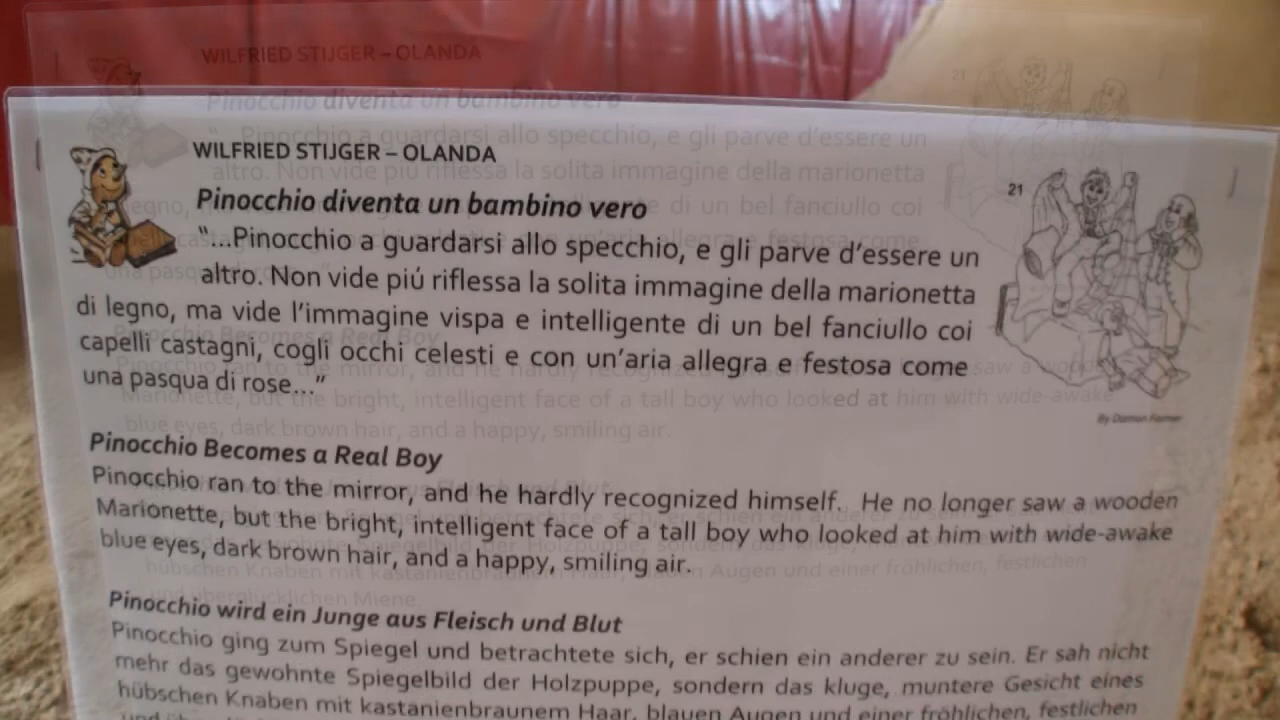 WILFRIED STIJGER – OLANDA
Pinocchio diventa un bambino vero
“...Pinocchio a guardarsi allo specchio, e gli parve d’essere un
altro. Non vide piú riflessa la solita immagine della marionetta
di legno, ma vide l’immagine vispa e intelligente di un bel fanciullo coi
capelli castagni, cogli occhi celesti e con un’aria allegra e festosa come
una pasqua di rose...”
21
By Damon Farmer
Pinocchio Becomes a Real Boy
Pinocchio ran to the mirror, and he hardly recognized himself. He no longer saw a wooden
Marionette, but the bright, intelligent face of a tall boy who looked at him with wide-awake
blue eyes, dark brown hair, and a happy, smiling air.
Pinocchio wird ein Junge aus Fleisch und Blut
Pinocchio ging zum Spiegel und betrachtete sich, er schien ein anderer zu sein. Er sah nicht
mehr das gewohnte Spiegelbild der Holzpuppe, sondern das kluge, muntere Gesicht eines
hübschen Knaben mit kastanienbraunem Haar, blauen Augen und einer fröhlichen, festlichen